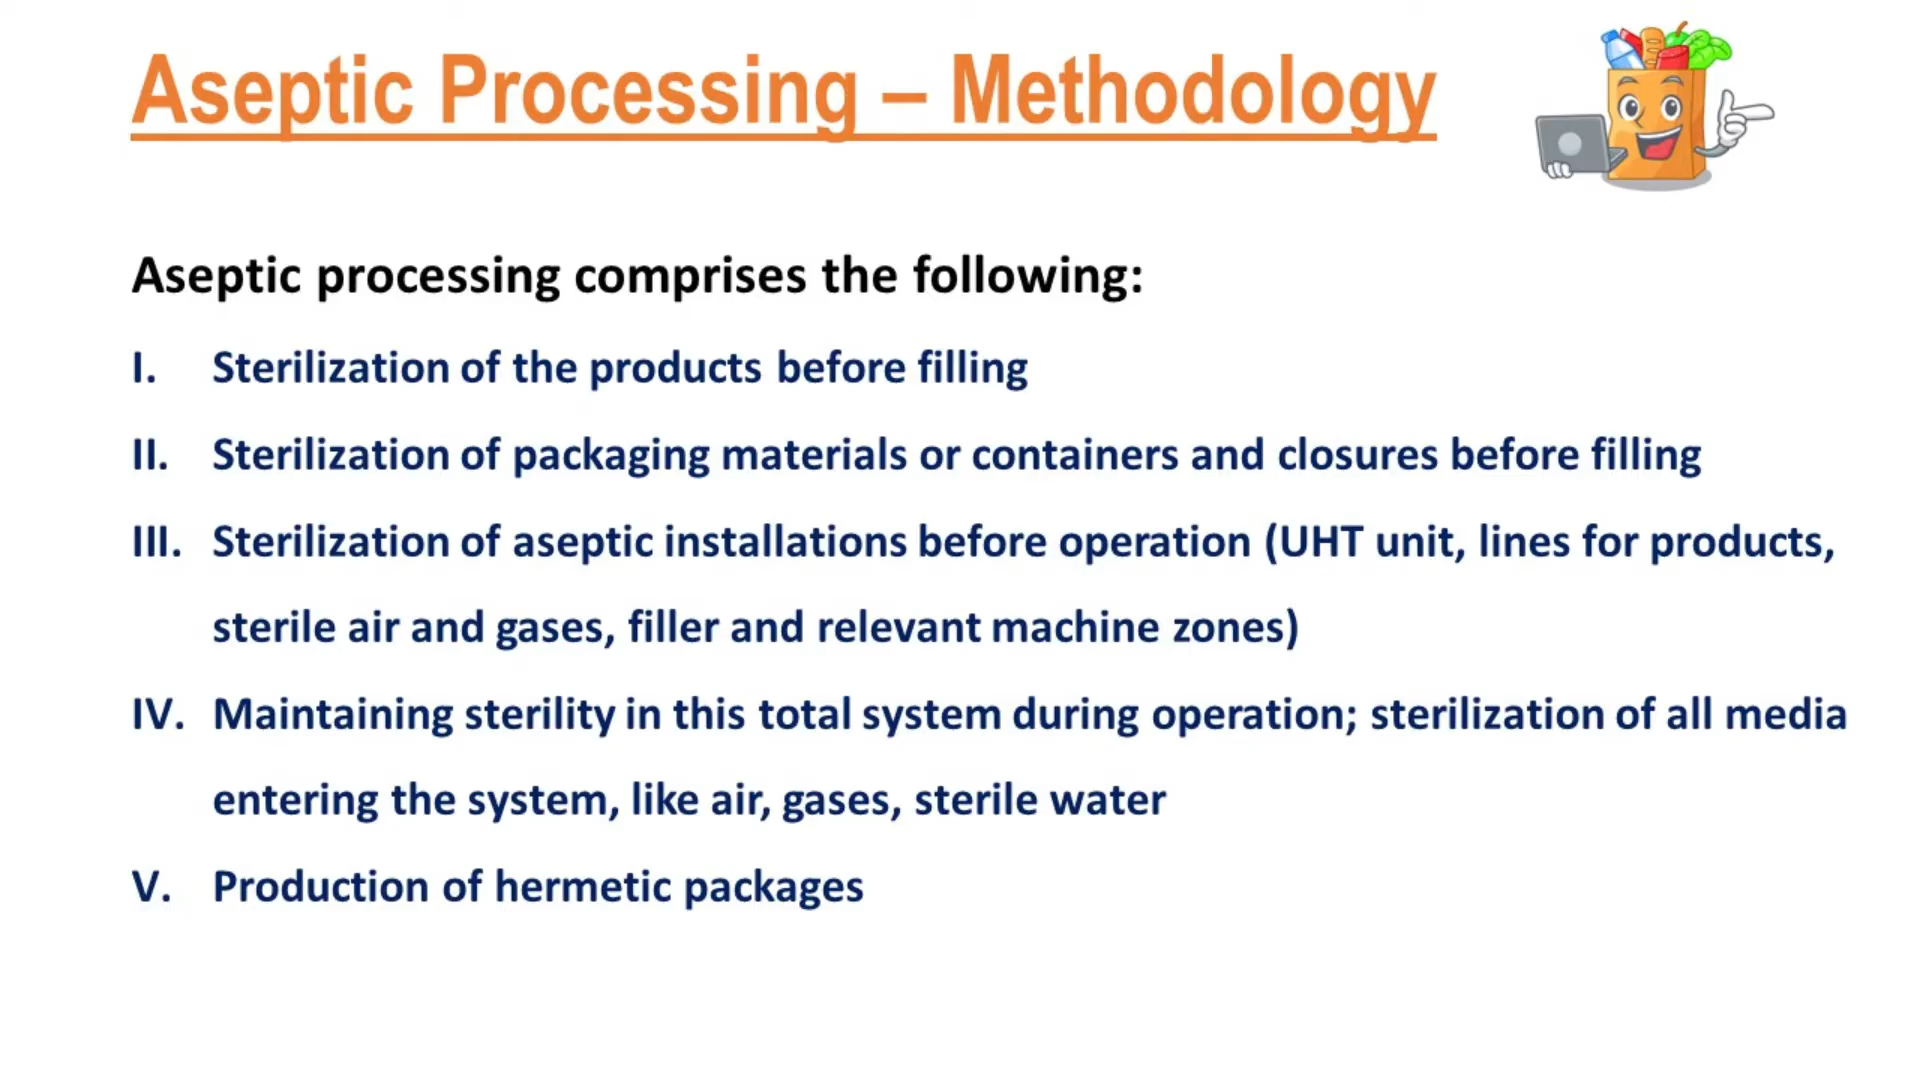 Aseptic Processing – Methodology
Aseptic processing comprises the following:
I. Sterilization of the products before filling
II. Sterilization of packaging materials or containers and closures before filling
III. Sterilization of aseptic installations before operation (UHT unit, lines for products,
sterile air and gases, filler and relevant machine zones)
IV. Maintaining sterility in this total system during operation; sterilization of all media
entering the system, like air, gases, sterile water
V. Production of hermetic packages